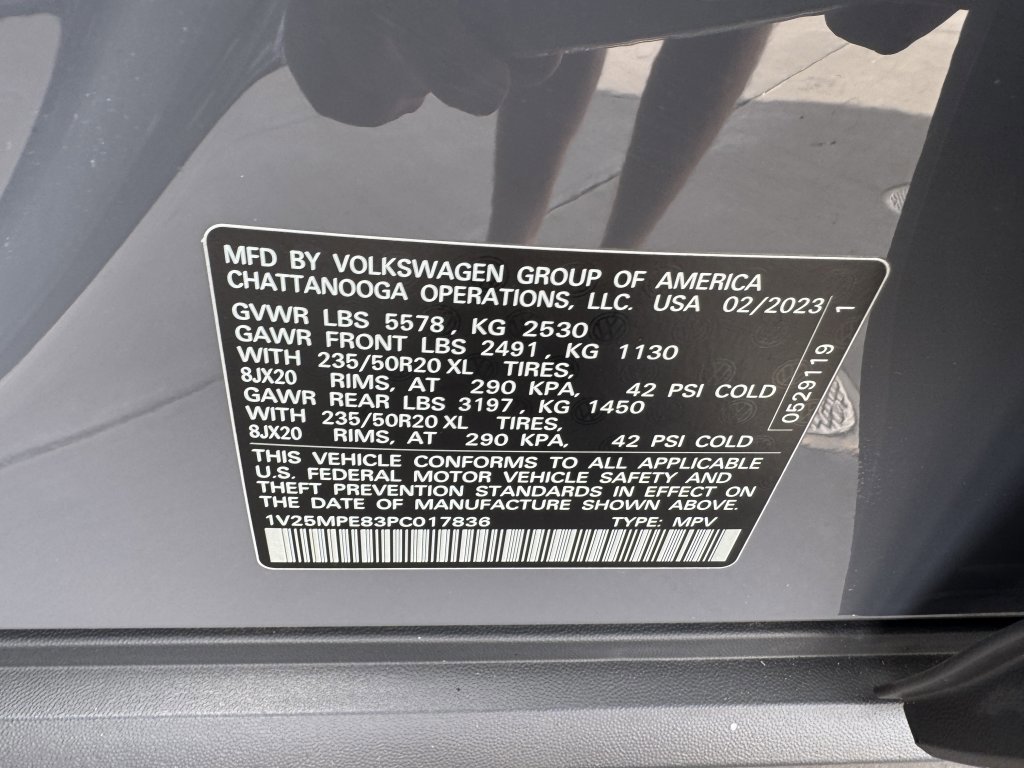 MFD BY VOLKSWAGEN GROUP OF AMERICA
CHATTANOOGA OPERATIONS, LLC. USA 02/2023
GVWR LBS 5578, KG 2530
GAWR FRONT LBS 2491, KG 1130
WITH 235/50R20 XL TIRES,
8JX20 RIMS, AT 290 KPA, 42 PSI COLD
GAWR REAR LBS 3197, KG 1450
WITH 235/50R20 XL TIRES,
8JX20 RIMS, AT 290 KPA, 42 PSI COLD
0529119 1
THIS VEHICLE CONFORMS TO ALL APPLICABLE
U.S. FEDERAL MOTOR VEHICLE SAFETY AND
THEFT PREVENTION STANDARDS IN EFFECT ON
THE DATE OF MANUFACTURE SHOWN ABOVE.
1V25MPE83PC017836 TYPE: MPV